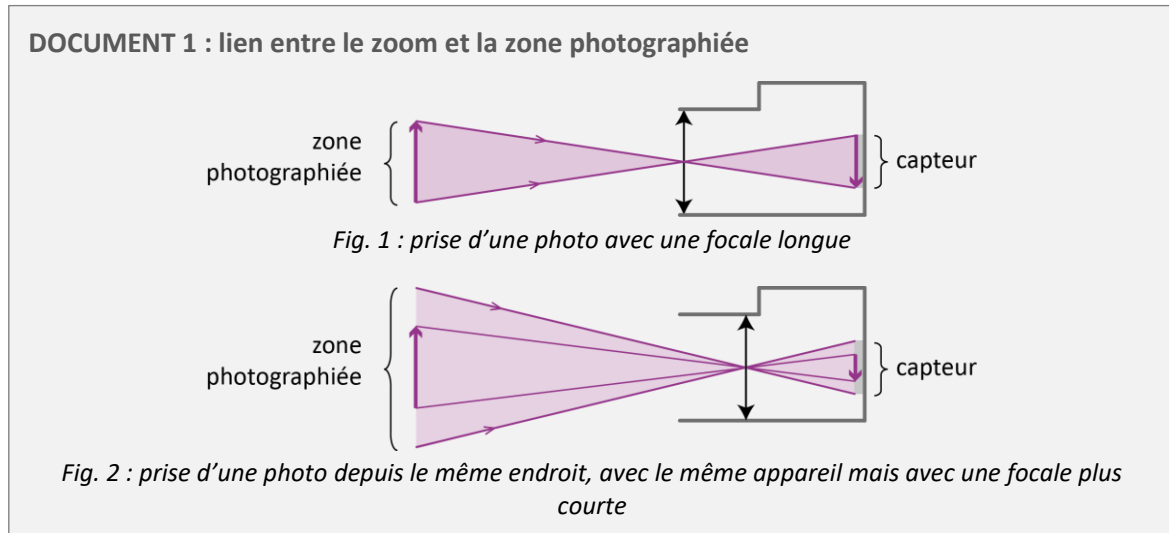 DOCUMENT 1 : lien entre le zoom et la zone photographiée
zone
photographiée
capteur
Fig. 1 : prise d’une photo avec une focale longue
zone
photographiée
capteur
Fig. 2 : prise d’une photo depuis le même endroit, avec le même appareil mais avec une focale plus
courte